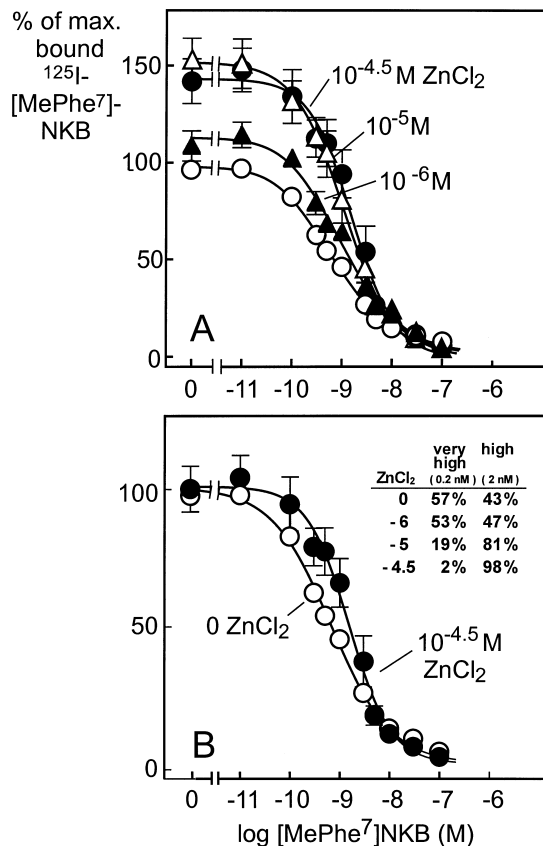 % of max.
bound
¹²⁵I-
[MePhe⁷]-
NKB
150
100
50
0
10⁻⁴·⁵M ZnCl₂
10⁻⁵M
10⁻⁶M
A
0 -11 -10 -9 -8 -7 -6
100
50
0
very high
high
ZnCl₂ (0.2 nM) (2 nM)
0 57% 43%
- 6 53% 47%
- 5 19% 81%
- 4.5 2% 98%
0 ZnCl₂
10⁻⁴·⁵M
ZnCl₂
B
0 -11 -10 -9 -8 -7 -6
log [MePhe⁷]NKB (M)